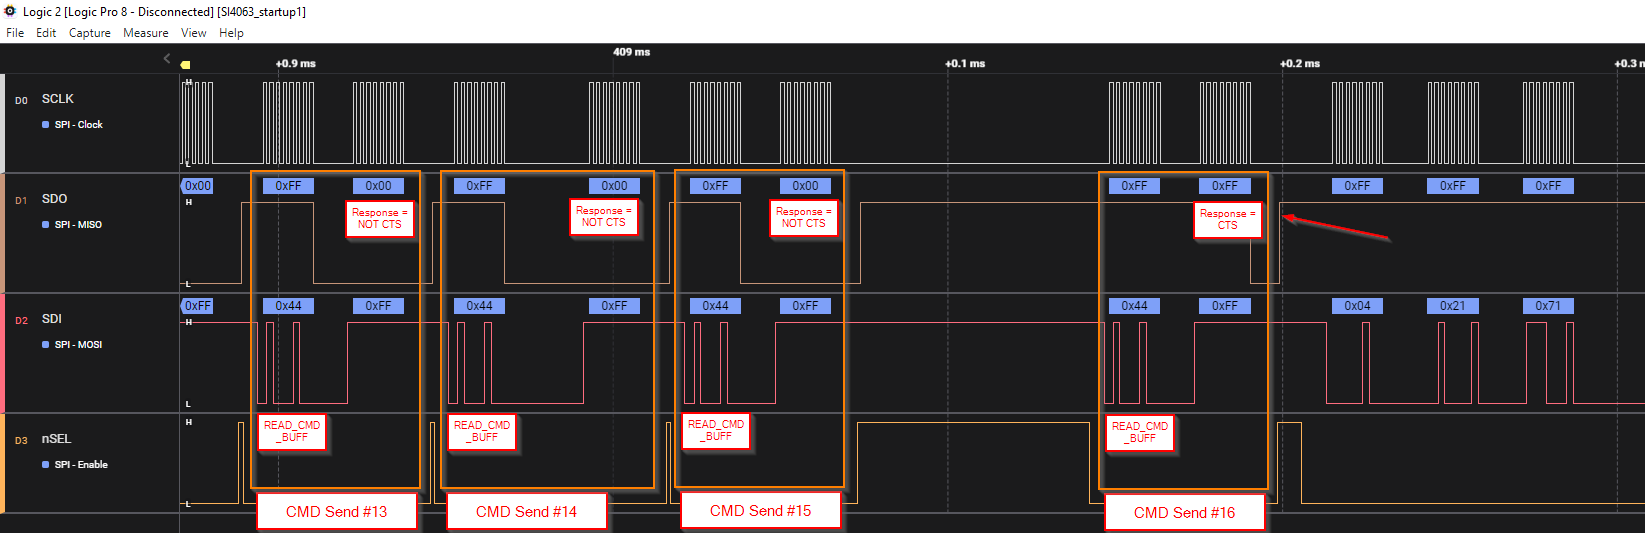 Logic 2 [Logic Pro 8 - Disconnected] [SI4063_startup1]
File Edit Capture Measure View Help
409 ms
+0.9 ms +0.1 ms +0.2 ms +0.3 m
D0 SCLK
SPI - Clock
H
L
0x00 0xFF 0x00 0xFF 0x00 0xFF 0x00 0xFF 0xFF 0xFF 0xFF 0xFF
D1 SDO
SPI - MISO
H
L
Response =
NOT CTS
Response =
NOT CTS
Response =
NOT CTS
Response =
CTS
0xFF 0x44 0xFF 0x44 0xFF 0x44 0xFF 0x44 0xFF 0x04 0x21 0x71
D2 SDI
SPI - MOSI
H
L
D3 nSEL
SPI - Enable
H
L
READ_CMD
_BUFF
READ_CMD
_BUFF
READ_CMD
_BUFF
READ_CMD
_BUFF
CMD Send #13
CMD Send #14
CMD Send #15
CMD Send #16